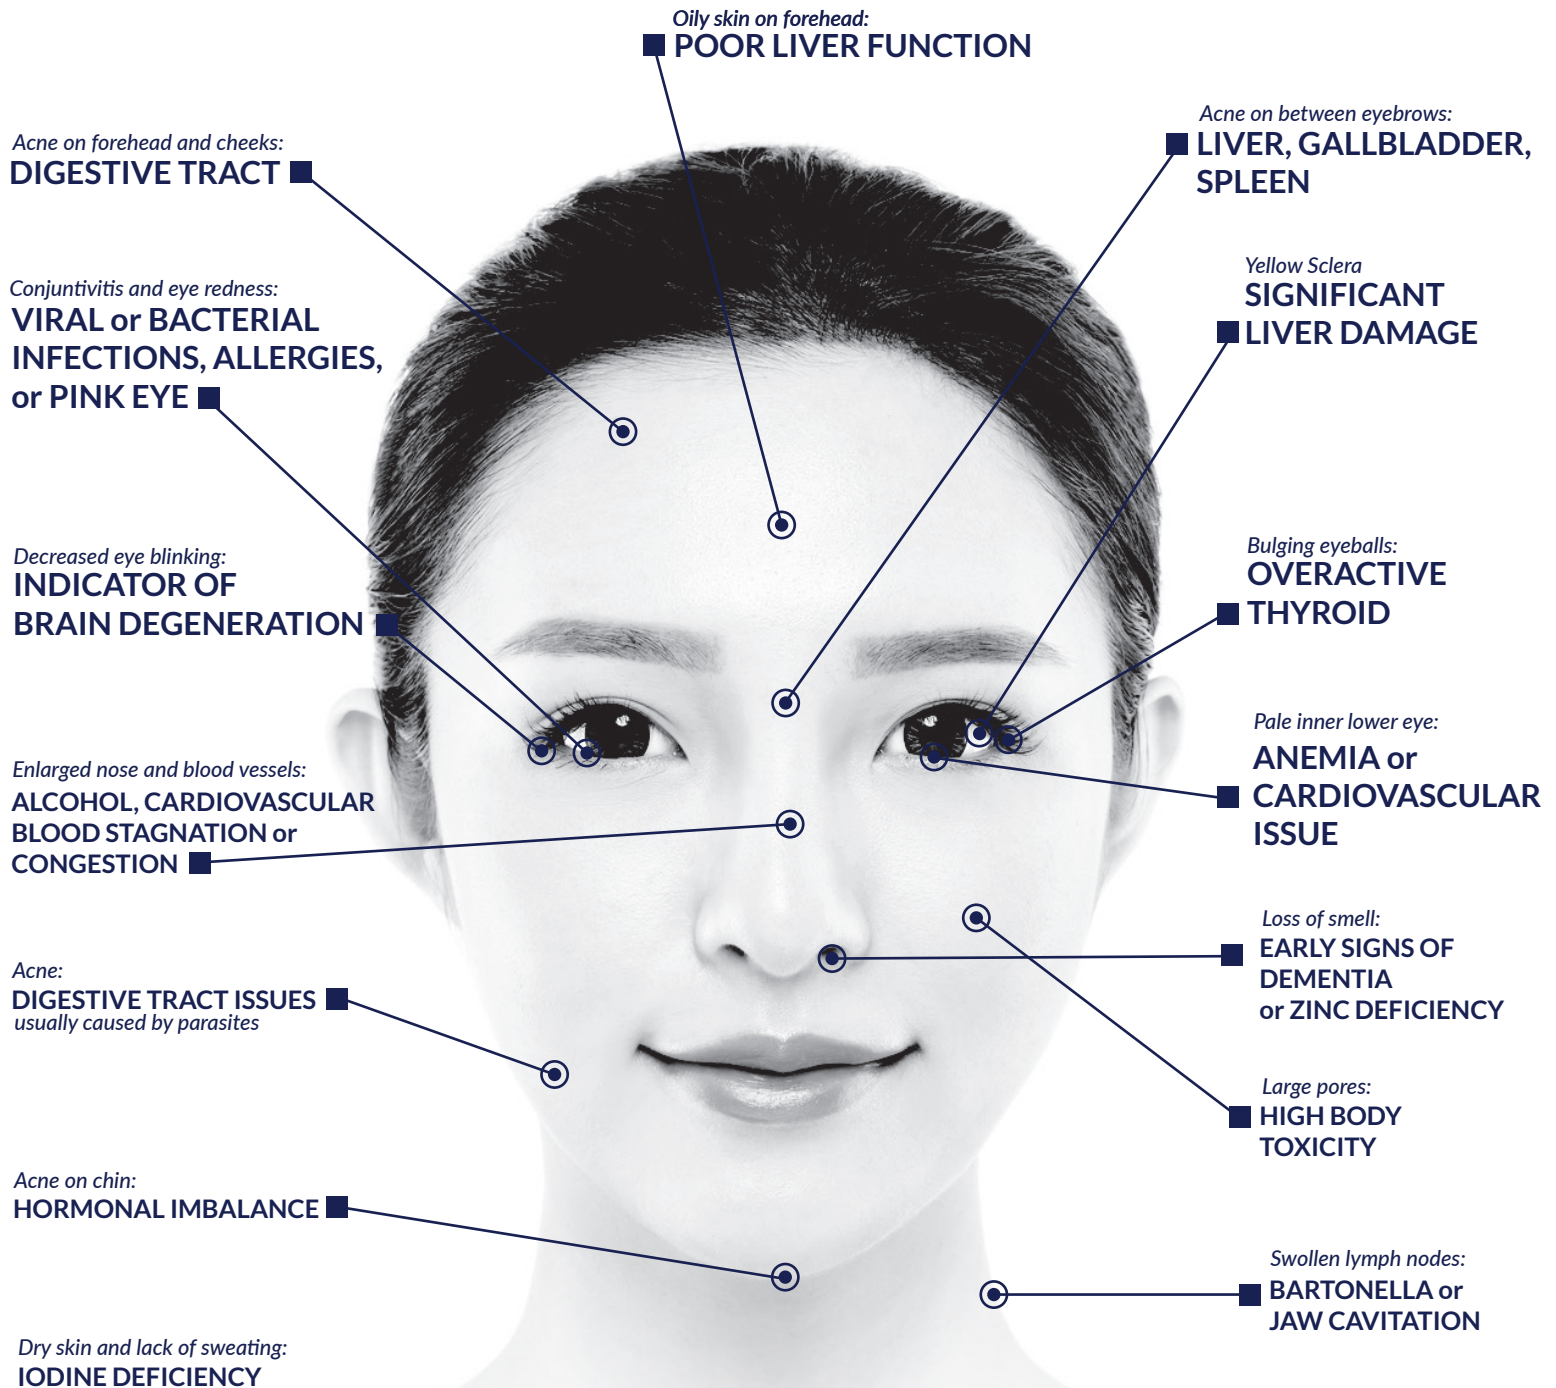 Oily skin on forehead:
POOR LIVER FUNCTION
Acne on forehead and cheeks:
DIGESTIVE TRACT
Acne on between eyebrows:
LIVER, GALLBLADDER,
SPLEEN
Conjuntivitis and eye redness:
VIRAL or BACTERIAL
INFECTIONS, ALLERGIES,
or PINK EYE
Yellow Sclera
SIGNIFICANT
LIVER DAMAGE
Decreased eye blinking:
INDICATOR OF
BRAIN DEGENERATION
Bulging eyeballs:
OVERACTIVE
THYROID
Enlarged nose and blood vessels:
ALCOHOL, CARDIOVASCULAR
BLOOD STAGNATION or
CONGESTION
Pale inner lower eye:
ANEMIA or
CARDIOVASCULAR
ISSUE
Acne:
DIGESTIVE TRACT ISSUES
usually caused by parasites
Loss of smell:
EARLY SIGNS OF
DEMENTIA
or ZINC DEFICIENCY
Large pores:
HIGH BODY
TOXICITY
Acne on chin:
HORMONAL IMBALANCE
Swollen lymph nodes:
BARTONELLA or
JAW CAVITATION
Dry skin and lack of sweating:
IODINE DEFICIENCY